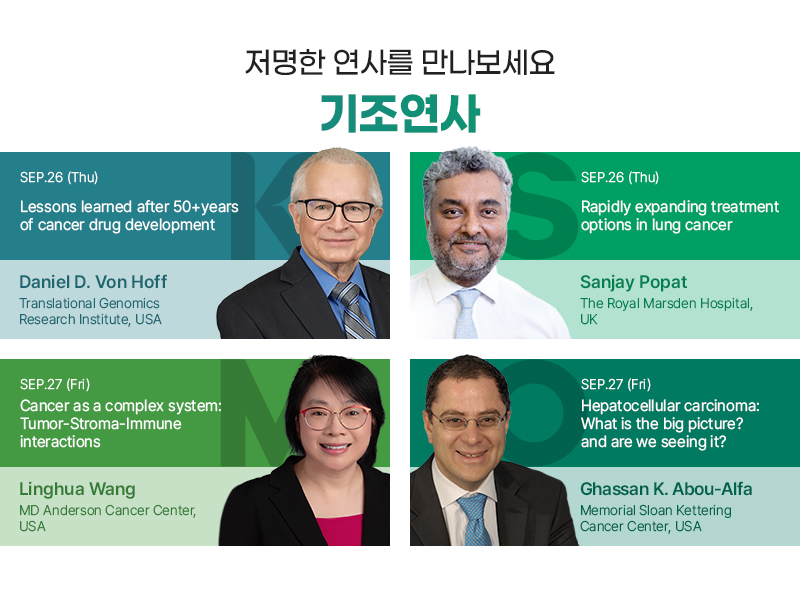 저명한 연사를 만나보세요
기조연사
K
SEP.26 (Thu)
Lessons learned after 50+years
of cancer drug development
Daniel D. Von Hoff
Translational Genomics
Research Institute, USA
S
SEP.26 (Thu)
Rapidly expanding treatment
options in lung cancer
Sanjay Popat
The Royal Marsden Hospital,
UK
M
SEP.27 (Fri)
Cancer as a complex system:
Tumor-Stroma-Immune
interactions
Linghua Wang
MD Anderson Cancer Center,
USA
O
SEP.27 (Fri)
Hepatocellular carcinoma:
What is the big picture?
and are we seeing it?
Ghassan K. Abou-Alfa
Memorial Sloan Kettering
Cancer Center, USA